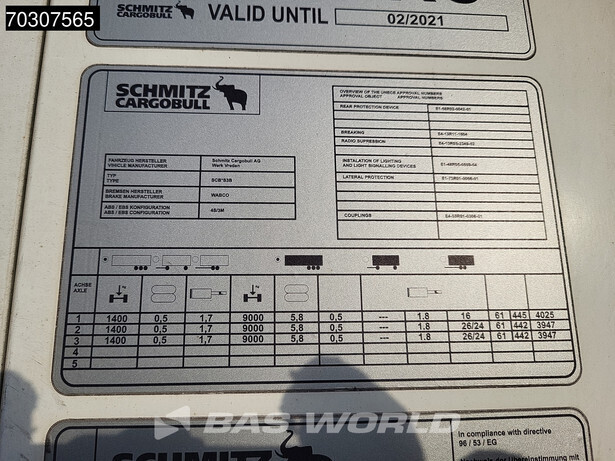 70307565
SCHMITZ
CARGOBULL
VALID UNTIL 02/2021
SCHMITZ
CARGOBULL
OVERVIEW OF THE UNECE APPROVAL NUMBERS
APPROVAL OBJECT APPROVAL NUMBERS
REAR PROTECTION DEVICE
BREAKING
RADIO SUPRESSION
INSTALLATION OF LIGHTING
AND LIGHT SIGNALLING DEVICES
LATERAL PROTECTION
COUPLINGS
FAHRZEUG HERSTELLER
VEHICLE MANUFACTURER
Schmitz Cargobull AG
Werk Vreden
TYP
TYPE
SCB*S3B
BREMSEN HERSTELLER
BRAKE MANUFACTURER
WABCO
ABS / EBS KONFIGURATION
ABS / EBS CONFIGURATION
4S/3M
ACHSE
AXLE
1 1400 0,5 1,7 9000 5,8 0,5 --- 1.8 16 61 445 4025
2 1400 0,5 1,7 9000 5,8 0,5 --- 1.8 26/24 61 442 3947
3 1400 0,5 1,7 9000 5,8 0,5 --- 1.8 26/24 61 442 3947
4
5
BAS WORLD
SCHMITZ
In compliance with directive
96 / 53 / EG